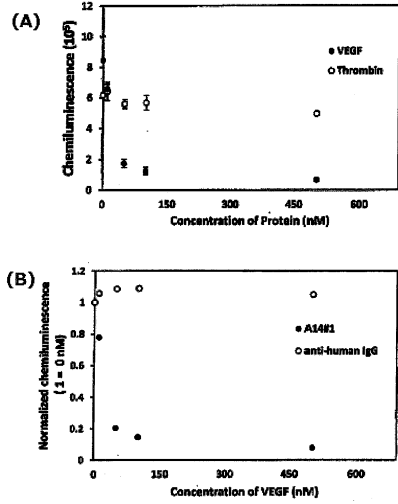 (A)
Chemiluminescence (10⁵)
12
10
8
6
4
2
0
VEGF
Thrombin
0 150 300 450 600
Concentration of Protein (nM)
(B)
Normalized chemiluminescence
(1 = 0 nM)
1.2
1
0.8
0.6
0.4
0.2
0
A14#1
anti-human IgG
0 150 300 450 600
Concentration of VEGF (nM)